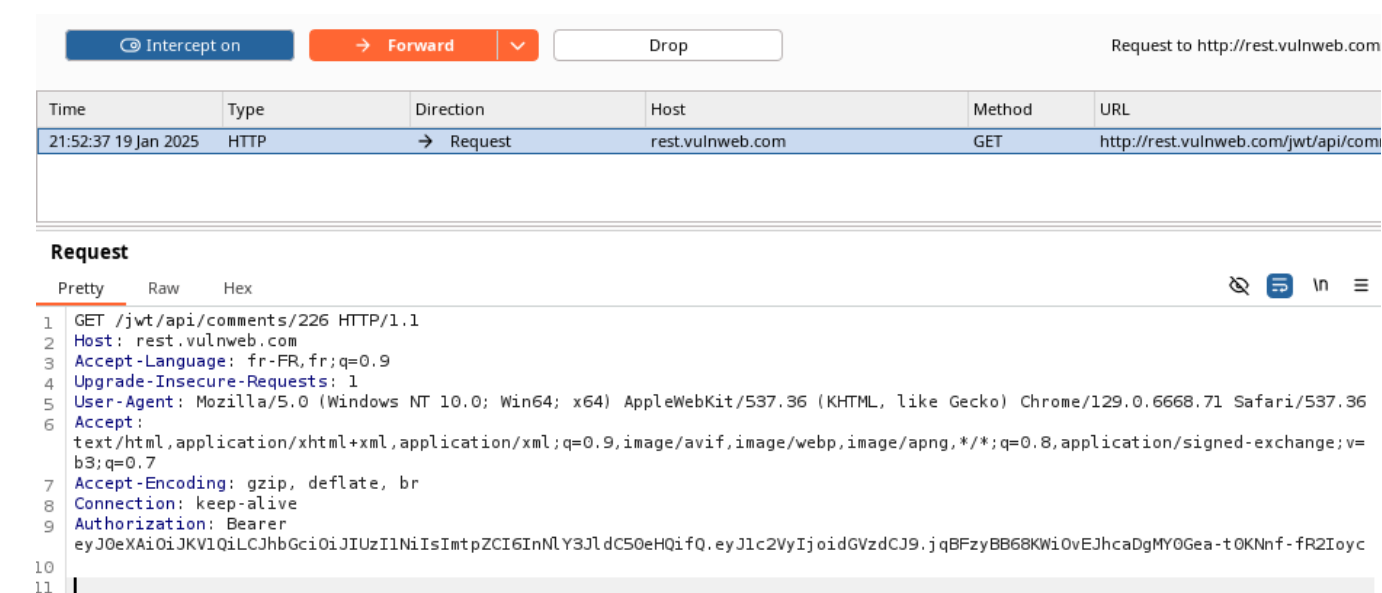 Intercept on Forward Drop Request to http://rest.vulnweb.com
Time Type Direction Host Method URL
21:52:37 19 Jan 2025 HTTP → Request rest.vulnweb.com GET http://rest.vulnweb.com/jwt/api/com
Request
Pretty Raw Hex \n
1 GET /jwt/api/comments/226 HTTP/1.1
2 Host: rest.vulnweb.com
3 Accept-Language: fr-FR,fr;q=0.9
4 Upgrade-Insecure-Requests: 1
5 User-Agent: Mozilla/5.0 (Windows NT 10.0; Win64; x64) AppleWebKit/537.36 (KHTML, like Gecko) Chrome/129.0.6668.71 Safari/537.36
6 Accept:
text/html,application/xhtml+xml,application/xml;q=0.9,image/avif,image/webp,image/apng,*/*;q=0.8,application/signed-exchange;v=
b3;q=0.7
7 Accept-Encoding: gzip, deflate, br
8 Connection: keep-alive
9 Authorization: Bearer
eyJ0eXAiOiJKV1QiLCJhbGciOiJIUzI1NiIsImtpZCI6InNlY3JldC50eHQifQ.eyJ1c2VyIjoidGVzdCJ9.jqBFzyBB68KWiOvEJhcaDgMY0Gea-t0KNnf-fR2Ioyc
10
11